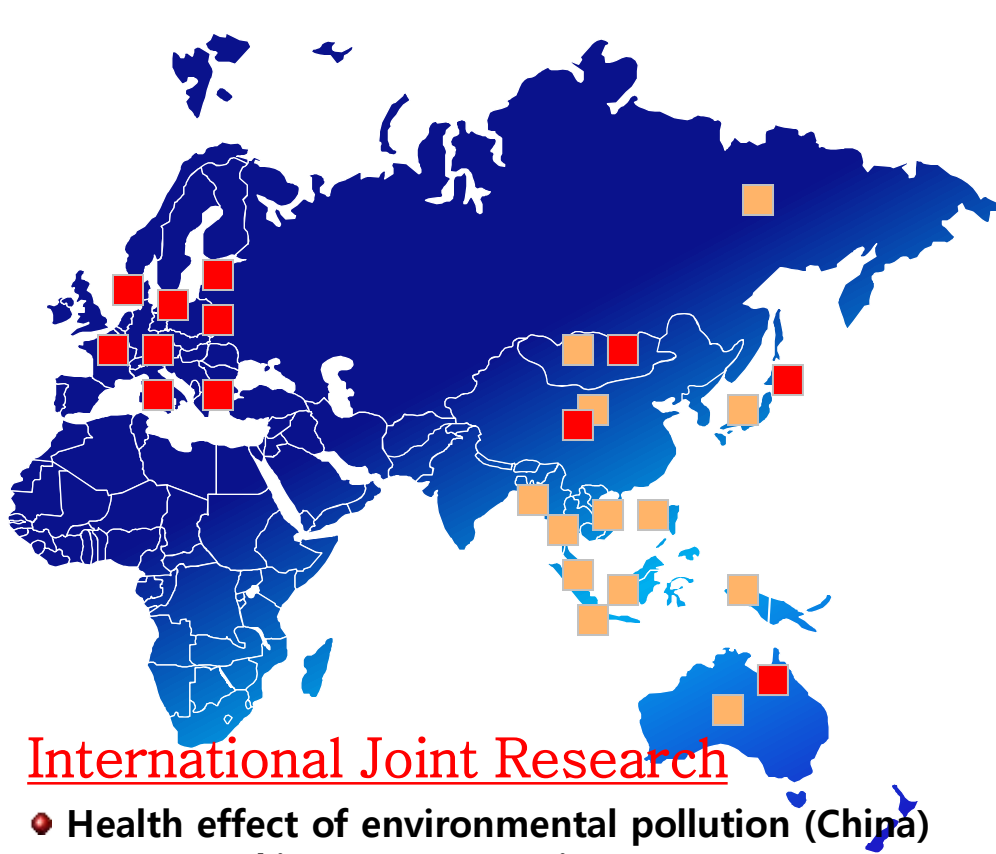 International Joint Research
Health effect of environmental pollution (China)